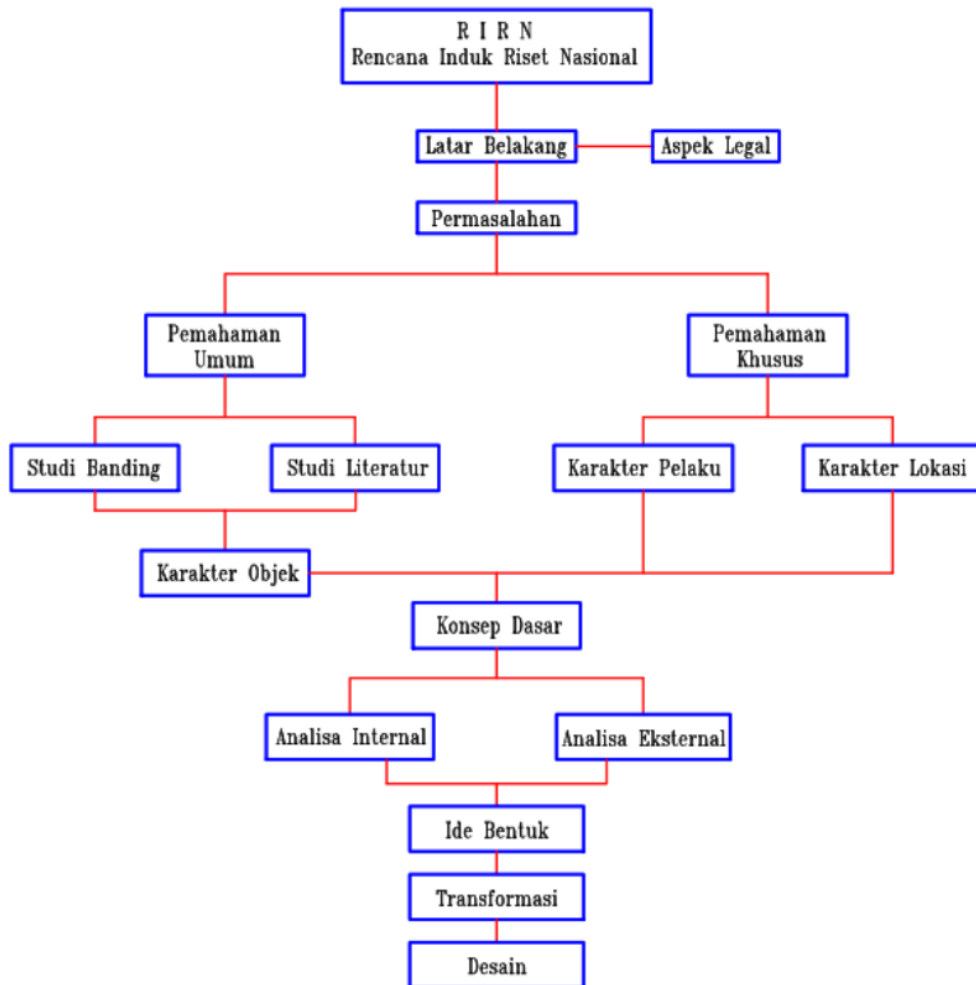 R I R N
Rencana Induk Riset Nasional
Latar Belakang
Aspek Legal
Permasalahan
Pemahaman
Umum
Pemahaman
Khusus
Studi Banding
Studi Literatur
Karakter Pelaku
Karakter Lokasi
Karakter Objek
Konsep Dasar
Analisa Internal
Analisa Eksternal
Ide Bentuk
Transformasi
Desain